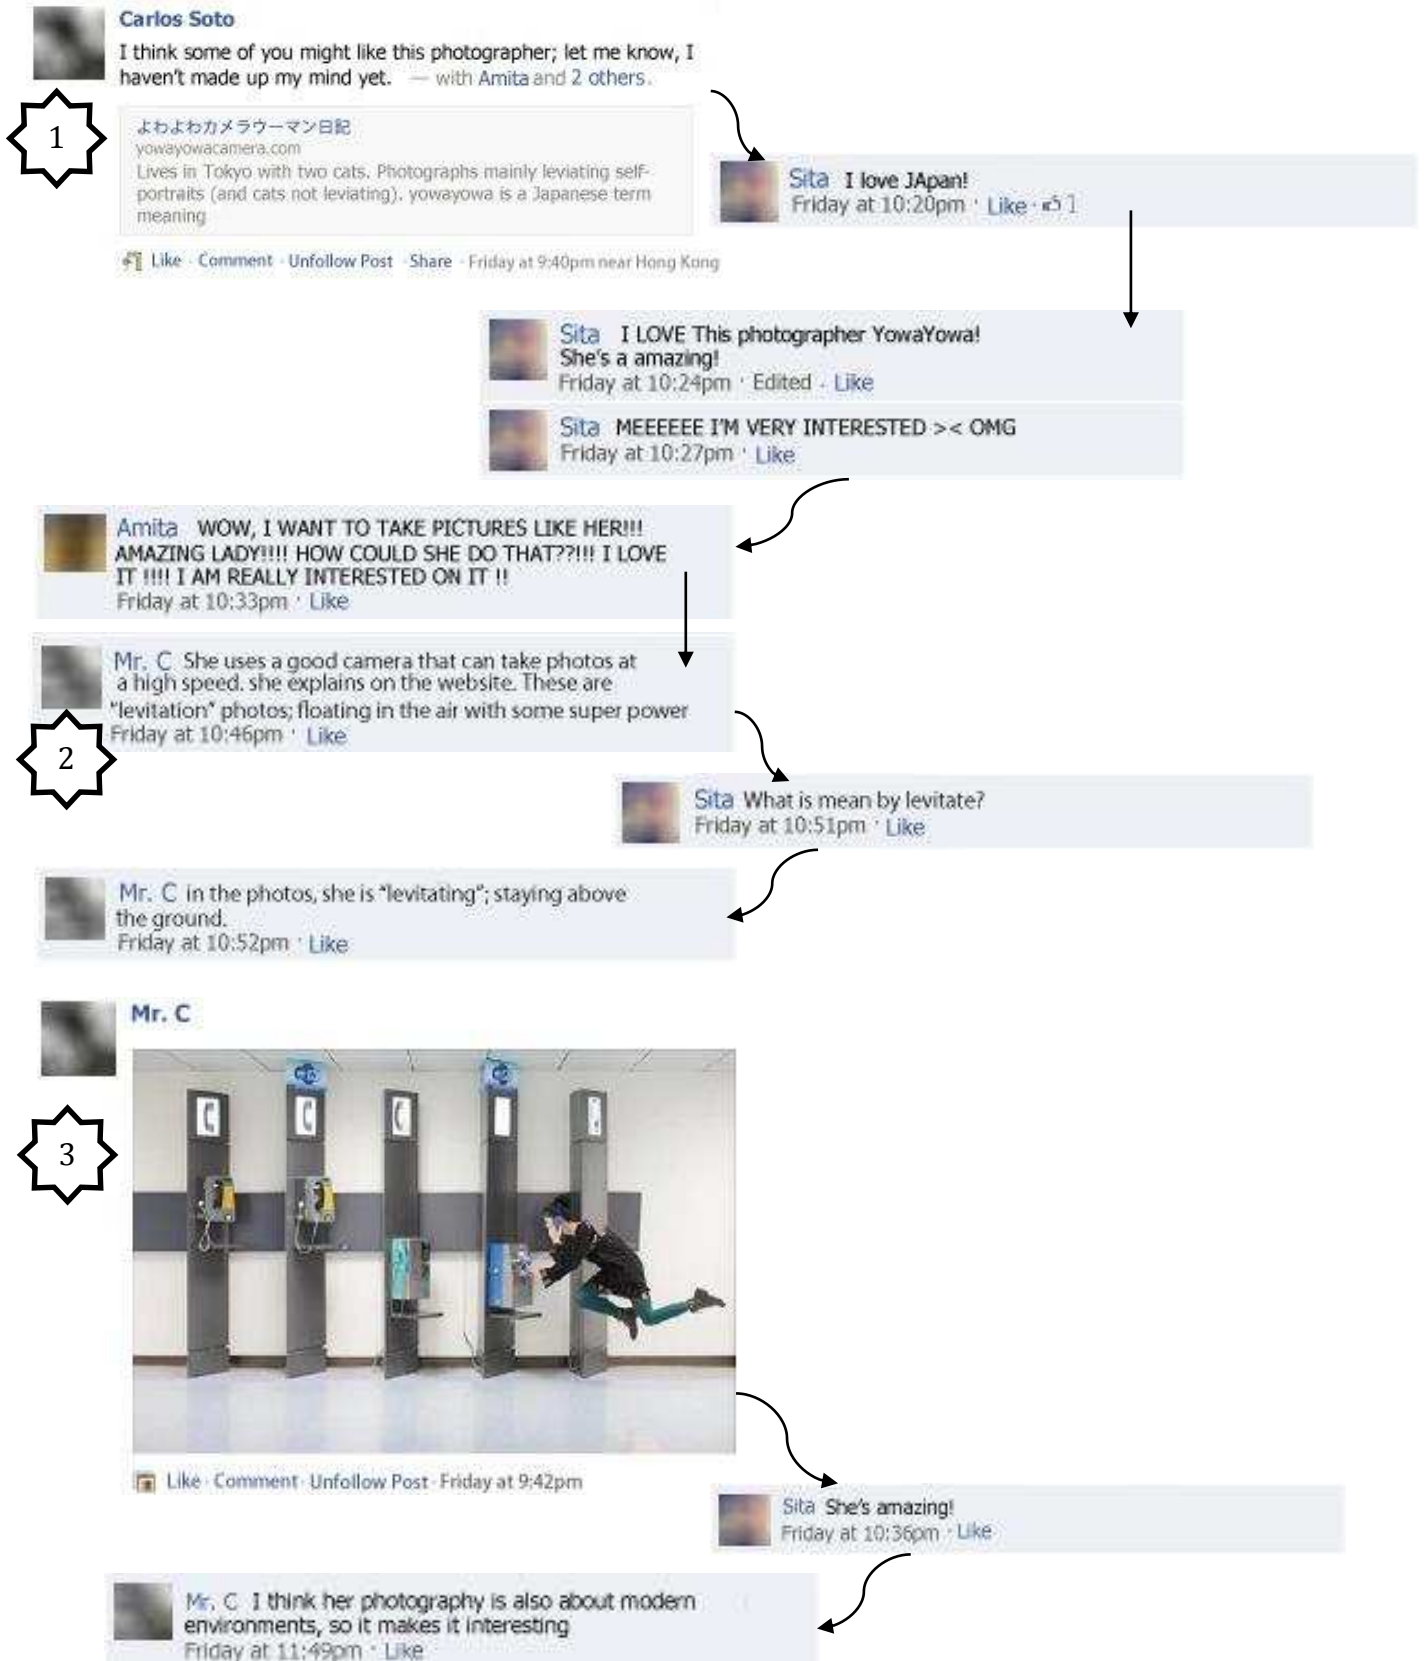 Carlos Soto
I think some of you might like this photographer; let me know, I
haven't made up my mind yet. — with Amita and 2 others.
1
よわよわカメラウーマン日記
yowayowacamera.com
Lives in Tokyo with two cats. Photographs mainly leviating self-
portraits (and cats not leviating). yowayowa is a Japanese term
meaning
Like · Comment · Unfollow Post · Share · Friday at 9:40pm near Hong Kong
Sita I love JApan!
Friday at 10:20pm · Like · 1
Sita I LOVE This photographer YowaYowa!
She's a amazing!
Friday at 10:24pm · Edited · Like
Sita MEEEEEE I'M VERY INTERESTED >< OMG
Friday at 10:27pm · Like
Amita WOW, I WANT TO TAKE PICTURES LIKE HER!!!
AMAZING LADY!!!! HOW COULD SHE DO THAT??!!! I LOVE
IT !!!! I AM REALLY INTERESTED ON IT !!
Friday at 10:33pm · Like
Mr. C She uses a good camera that can take photos at
a high speed. she explains on the website. These are
"levitation" photos; floating in the air with some super power
Friday at 10:46pm · Like
2
Sita What is mean by levitate?
Friday at 10:51pm · Like
Mr. C in the photos, she is "levitating"; staying above
the ground.
Friday at 10:52pm · Like
Mr. C
3
Like · Comment · Unfollow Post · Friday at 9:42pm
Sita She's amazing!
Friday at 10:36pm · Like
Mr. C I think her photography is also about modern
environments, so it makes it interesting
Friday at 11:49pm · Like